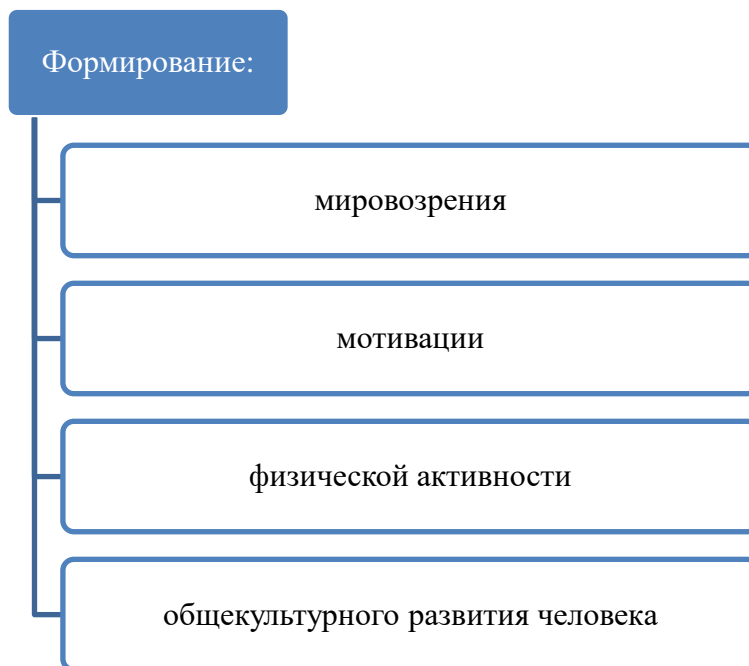 Формирование:
мировозрения
мотивации
физической активности
общекультурного развития человека